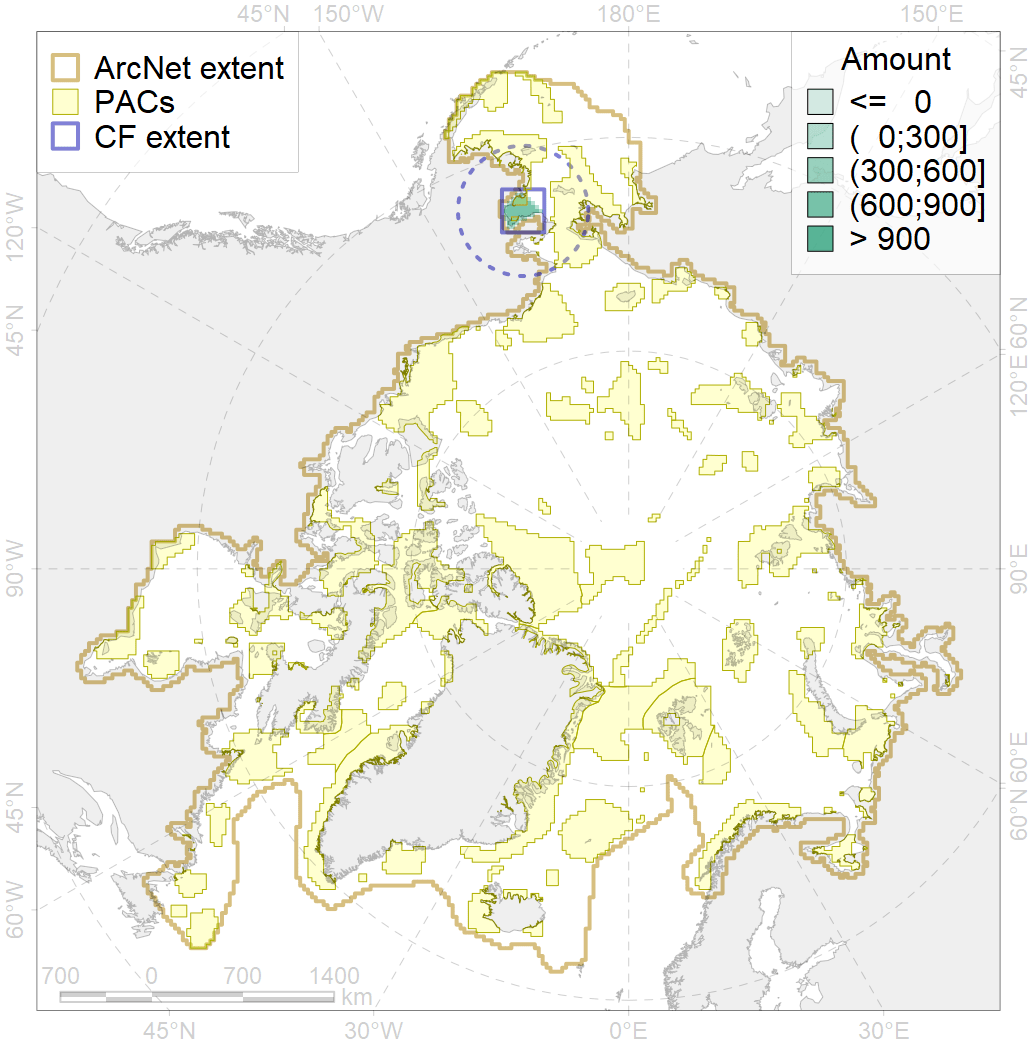 45°N 150°W 180°E 150°E
ArcNet extent
PACs
CF extent
Amount
<= 0
( 0;300]
(300;600]
(600;900]
> 900
45°N
120°W
60°N
45°N
120°E
90°W
90°E
45°N
60°E
60°N
60°W
700 0 700 1400
km
45°N 30°W 0°E 30°E